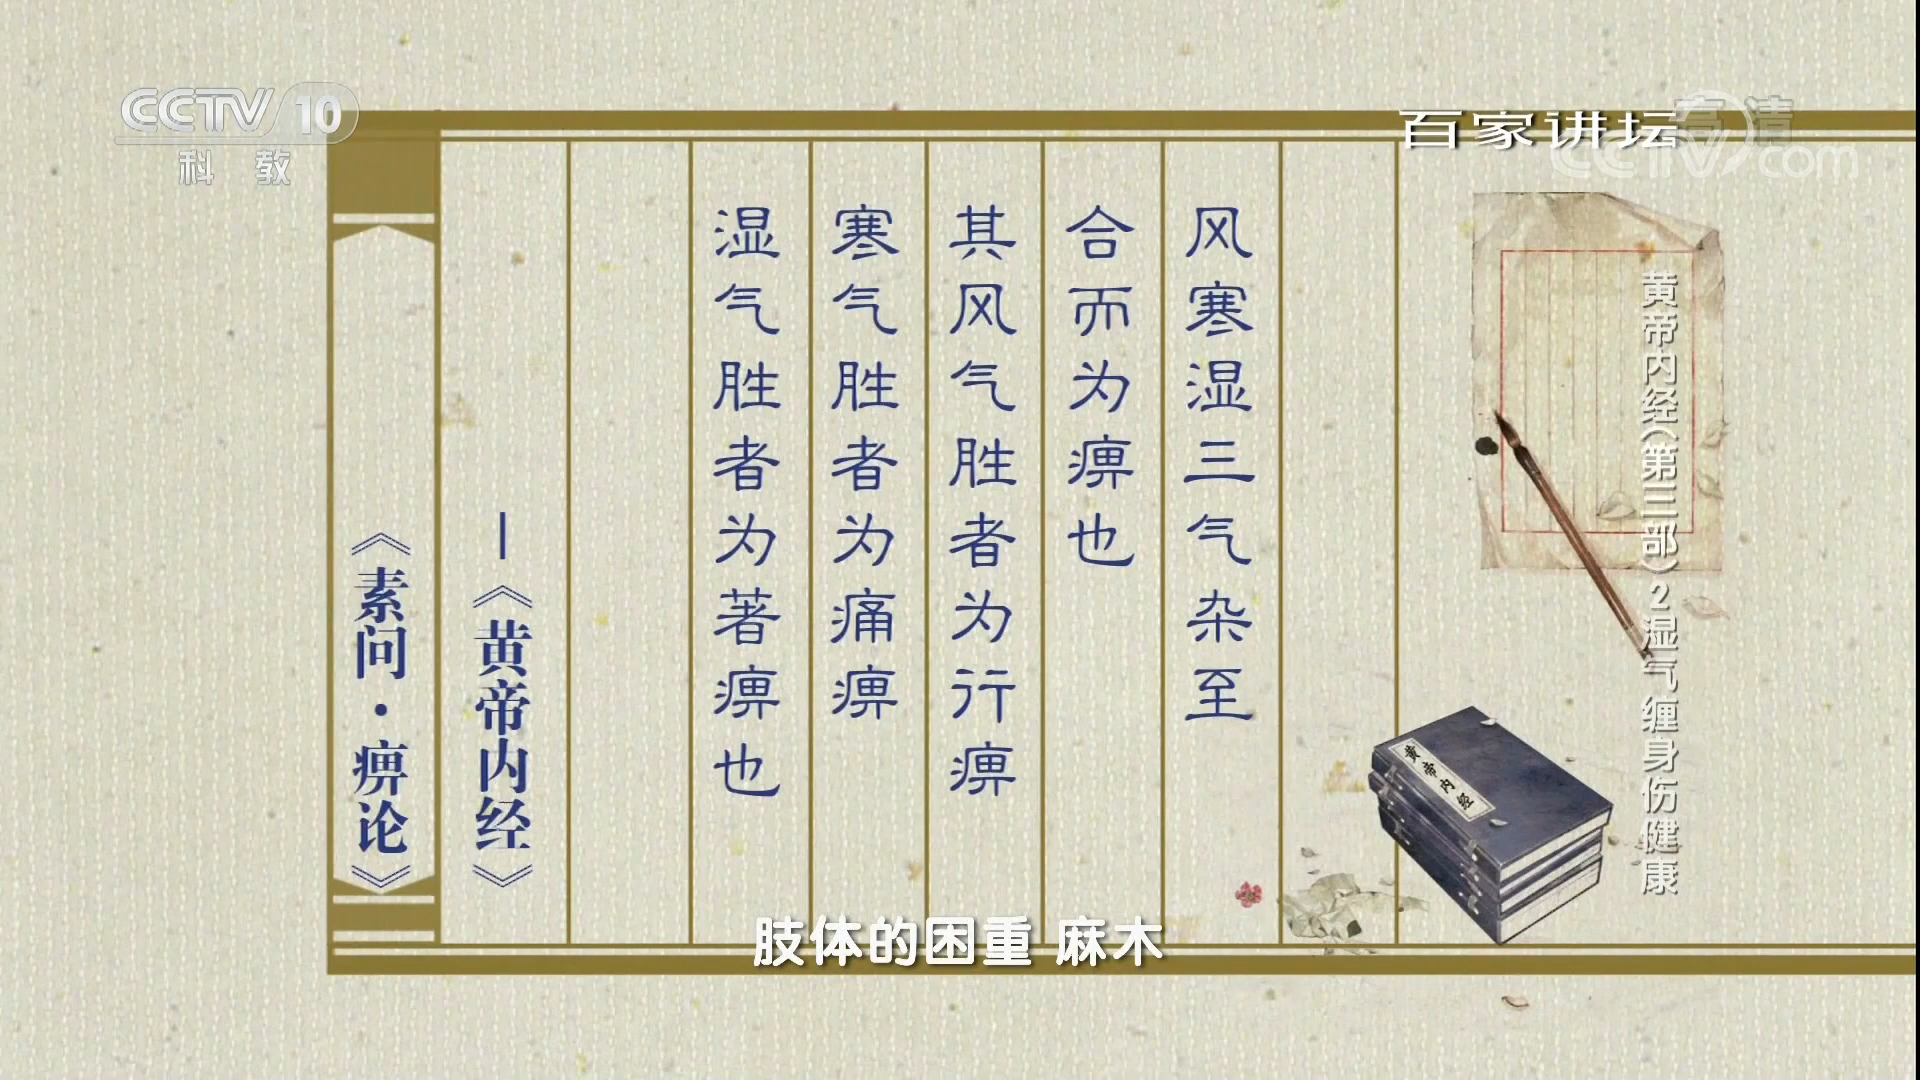 CCTV 10
科 教
百家讲坛
高清
CCTV.com
风寒湿三气杂至
合而为痹也
其风气胜者为行痹
寒气胜者为痛痹
湿气胜者为著痹也
—《黄帝内经》
《素问·痹论》
黄帝内经（第三部）2湿气缠身伤健康
黄帝内经
肢体的困重 麻木